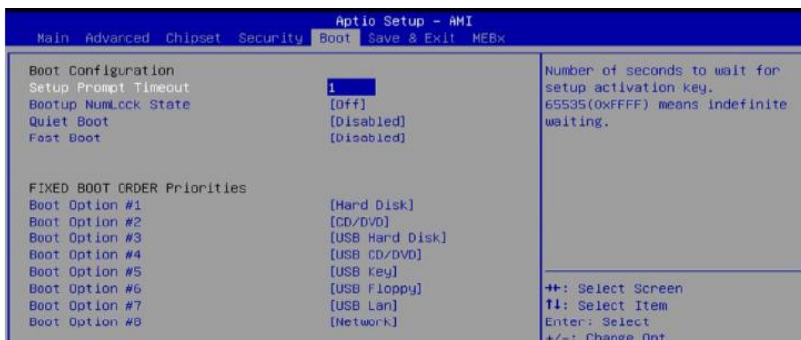 Aptio Setup – AMI
Main Advanced Chipset Security Boot Save & Exit MEBx
Boot Configuration
Setup Prompt Timeout 1
Bootup NumLock State [Off]
Quiet Boot [Disabled]
Fast Boot [Disabled]
FIXED BOOT ORDER Priorities
Boot Option #1 [Hard Disk]
Boot Option #2 [CD/DVD]
Boot Option #3 [USB Hard Disk]
Boot Option #4 [USB CD/DVD]
Boot Option #5 [USB Key]
Boot Option #6 [USB Floppy]
Boot Option #7 [USB Lan]
Boot Option #8 [Network]
Number of seconds to wait for
setup activation key.
65535(0xFFFF) means indefinite
waiting.
→←: Select Screen
↑↓: Select Item
Enter: Select
+/-: Change Opt.